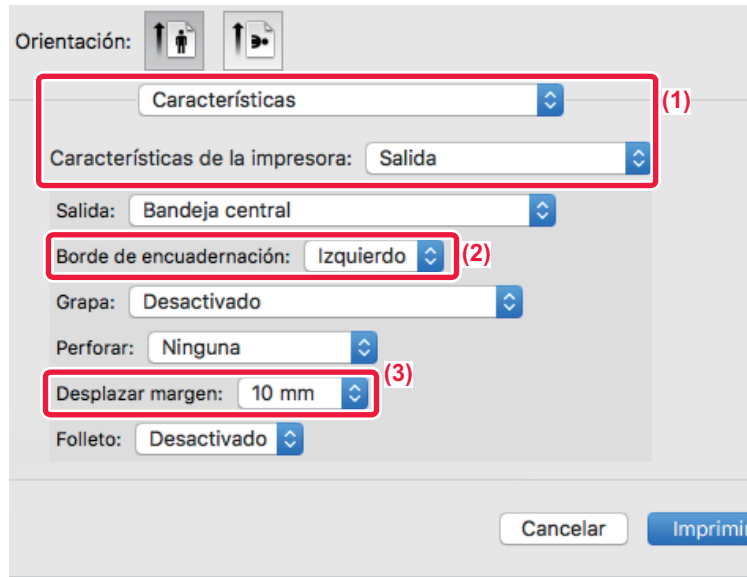 Orientación:
Características
(1)
Características de la impresora: Salida
Salida: Bandeja central
Borde de encuadernación: Izquierdo
(2)
Grapa: Desactivado
Perforar: Ninguna
(3)
Desplazar margen: 10 mm
Folleto: Desactivado
Cancelar Imprimir